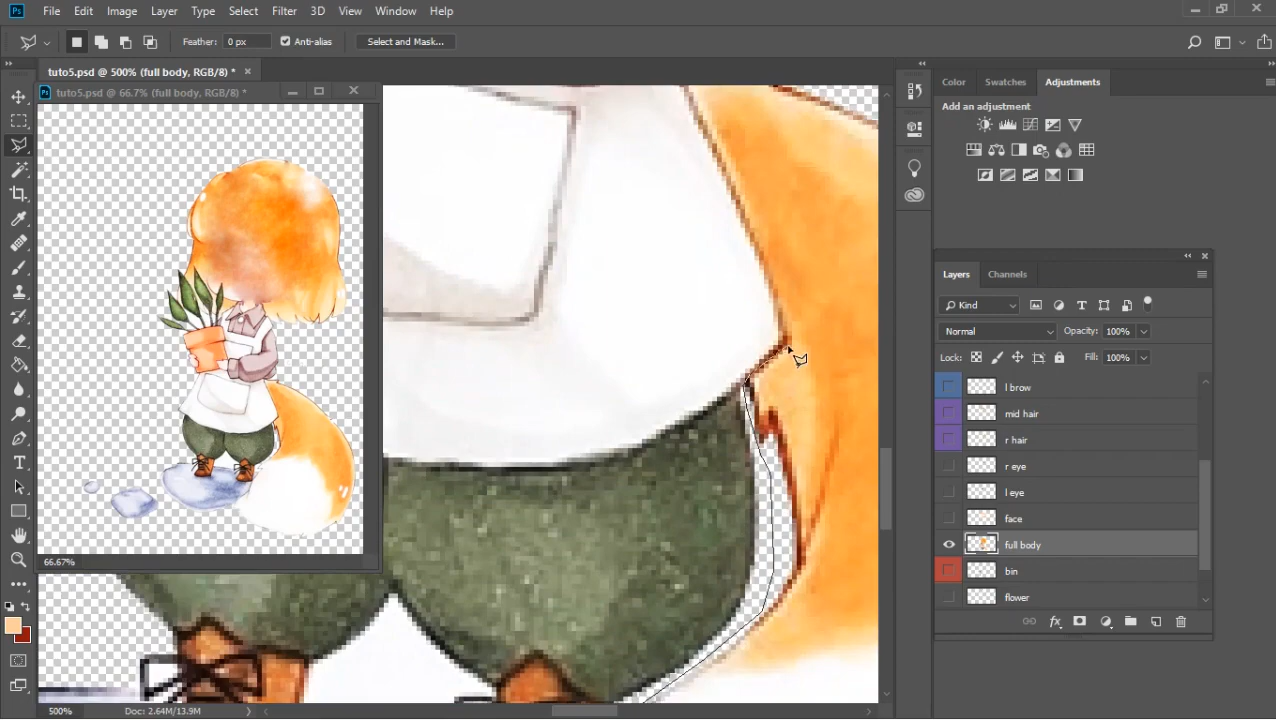 Ps File Edit Image Layer Type Select Filter 3D View Window Help
Feather: 0 px Anti-alias Select and Mask...
tuto5.psd @ 500% (full body, RGB/8) *
tuto5.psd @ 66.7% (full body, RGB/8) *
66.67%
500% Doc: 2.64M/13.9M
Color Swatches Adjustments
Add an adjustment
Layers Channels
Kind
Normal Opacity: 100%
Lock: Fill: 100%
l brow
mid hair
r hair
r eye
l eye
face
full body
bin
flower
fx